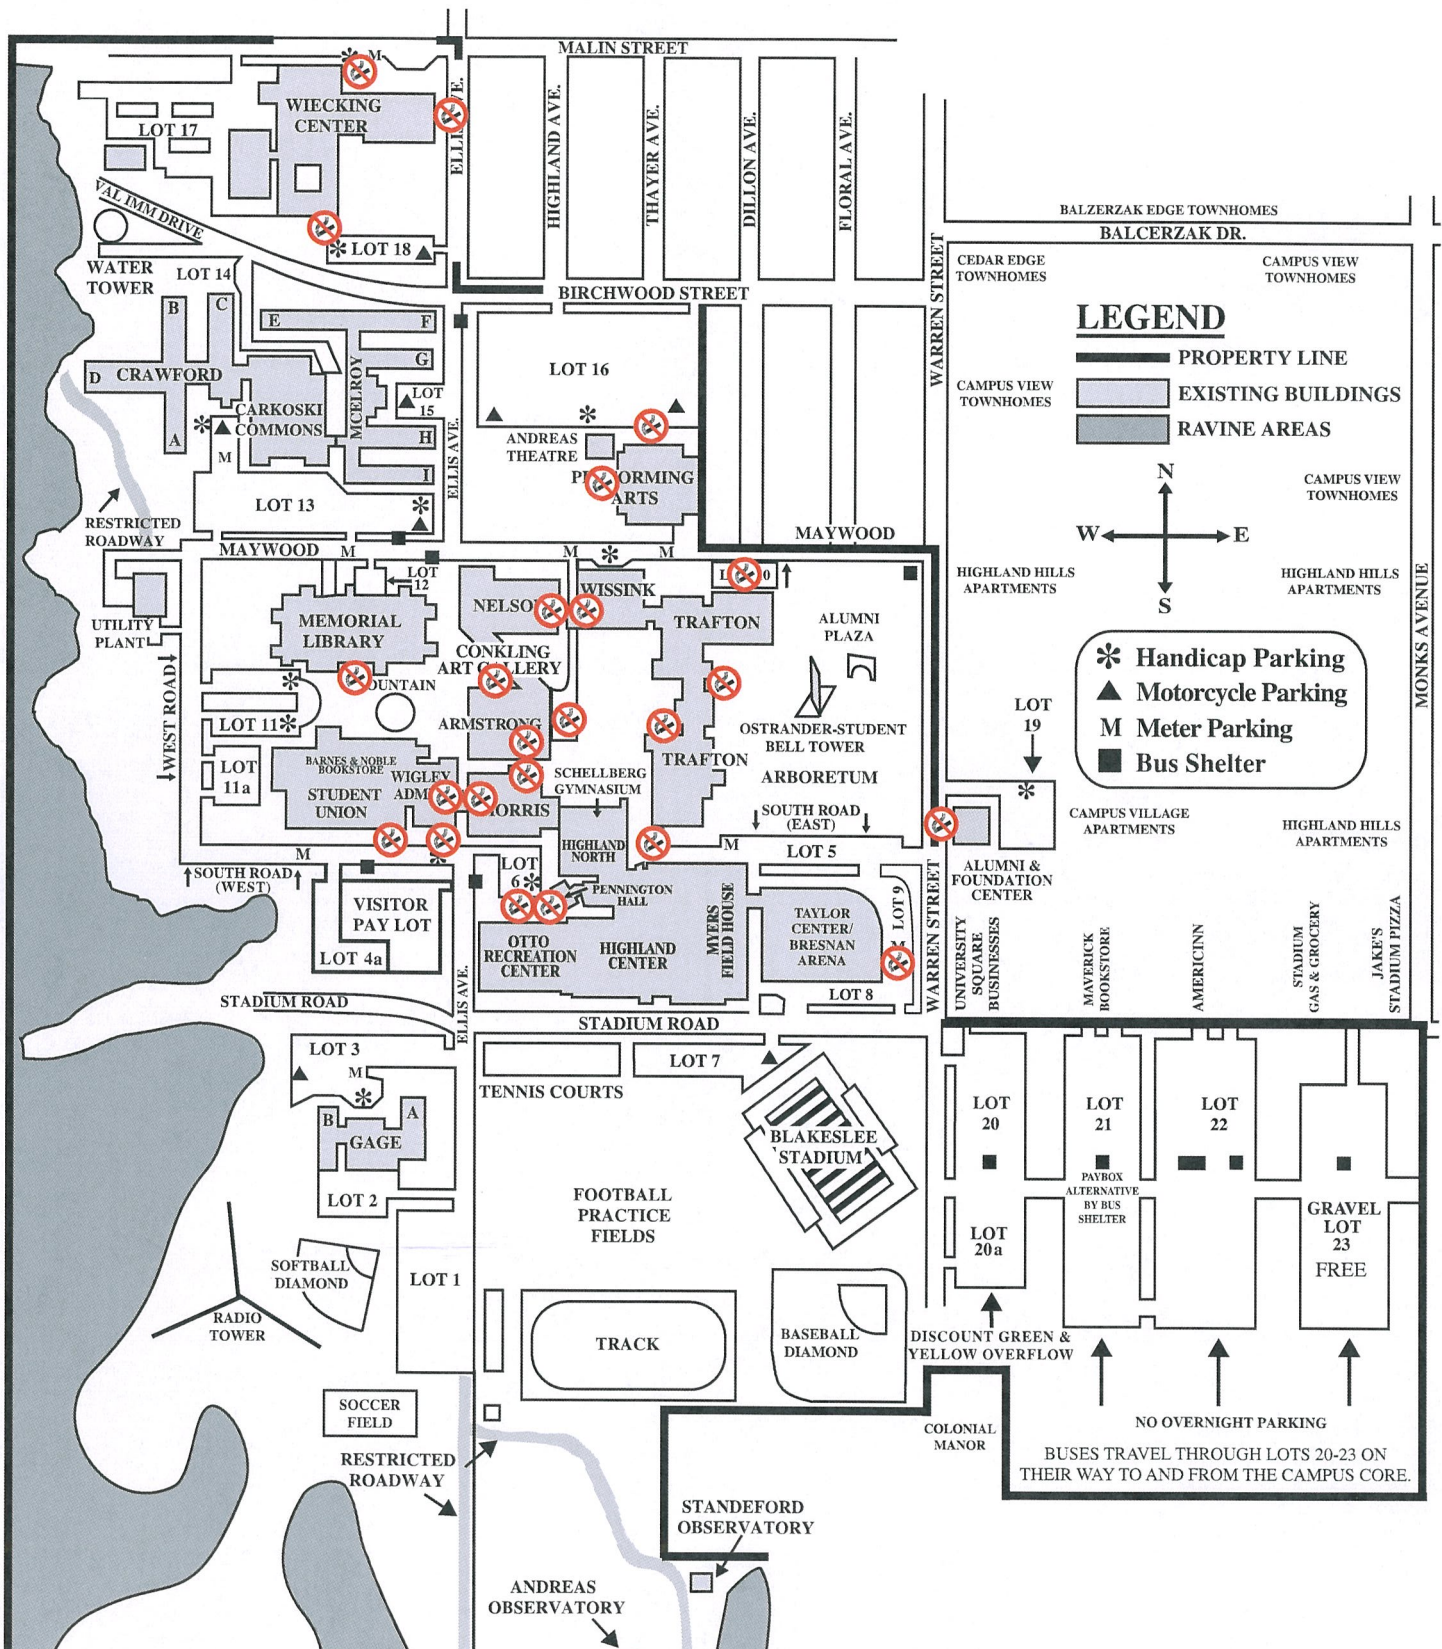 MALIN STREET
M
WIECKING
CENTER
LOT 17
HIGHLAND AVE.
THAYER AVE.
DILLON AVE.
FLORAL AVE.
VAL IMM DRIVE
LOT 18
WATER
TOWER
LOT 14
BIRCHWOOD STREET
WARREN STREET
BALZERZAK EDGE TOWNHOMES
BALCERZAK DR.
CEDAR EDGE
TOWNHOMES
CAMPUS VIEW
TOWNHOMES
LEGEND
PROPERTY LINE
EXISTING BUILDINGS
RAVINE AREAS
CAMPUS VIEW
TOWNHOMES
CAMPUS VIEW
TOWNHOMES
N
W
E
S
B
C
E
F
G
D
CRAWFORD
A
CARKOSKI
COMMONS
MCELROY
LOT
15
H
I
M
LOT 13
ELLIS AVE.
LOT 16
ANDREAS
THEATRE
ARTS
RESTRICTED
ROADWAY
MAYWOOD
M
M
M
MAYWOOD
HIGHLAND HILLS
APARTMENTS
HIGHLAND HILLS
APARTMENTS
MONKS AVENUE
LOT
12
UTILITY
PLANT
MEMORIAL
LIBRARY
WISSINK
TRAFTON
ALUMNI
PLAZA
CONKLING
WEST ROAD
LOT 11
LOT
11a
ARMSTRONG
TRAFTON
OSTRANDER-STUDENT
BELL TOWER
ARBORETUM
Handicap Parking
Motorcycle Parking
M Meter Parking
Bus Shelter
LOT
19
BARNES & NOBLE
BOOKSTORE
STUDENT
UNION
WIGLEY
SCHELLBERG
GYMNASIUM
HIGHLAND
NORTH
SOUTH ROAD
(EAST)
M
LOT 5
CAMPUS VILLAGE
APARTMENTS
HIGHLAND HILLS
APARTMENTS
ALUMNI &
FOUNDATION
CENTER
M
SOUTH ROAD
(WEST)
VISITOR
PAY LOT
LOT 4a
LOT
6
PENNINGTON
HALL
OTTO
RECREATION
CENTER
HIGHLAND
CENTER
MYERS
FIELD HOUSE
TAYLOR
CENTER/
BRESNAN
ARENA
LOT 9
LOT 8
WARREN STREET
UNIVERSITY
SQUARE
BUSINESSES
MAVERICK
BOOKSTORE
AMERICINN
STADIUM
GAS & GROCERY
JAKE'S
STADIUM PIZZA
STADIUM ROAD
ELLIS AVE.
STADIUM ROAD
LOT 3
M
TENNIS COURTS
LOT 7
B
A
GAGE
LOT 2
BLAKESLEE
STADIUM
FOOTBALL
PRACTICE
FIELDS
LOT
20
LOT
21
LOT
22
PAYBOX
ALTERNATIVE
BY BUS
SHELTER
LOT
20a
GRAVEL
LOT
23
FREE
SOFTBALL
DIAMOND
LOT 1
RADIO
TOWER
TRACK
BASEBALL
DIAMOND
DISCOUNT GREEN &
YELLOW OVERFLOW
SOCCER
FIELD
RESTRICTED
ROADWAY
COLONIAL
MANOR
NO OVERNIGHT PARKING
BUSES TRAVEL THROUGH LOTS 20-23 ON
THEIR WAY TO AND FROM THE CAMPUS CORE.
STANDEFORD
OBSERVATORY
ANDREAS
OBSERVATORY